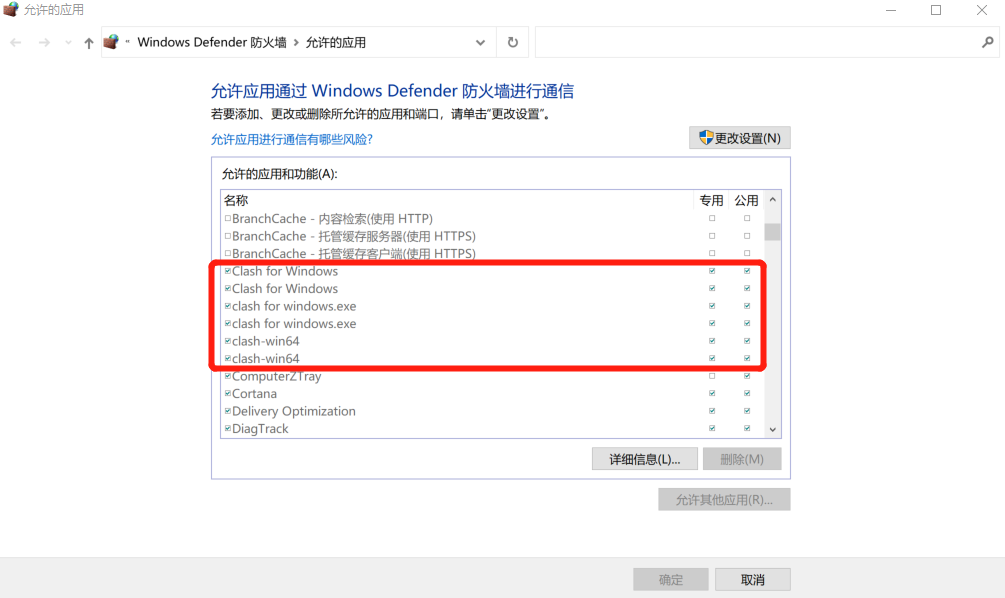 允许的应用
Windows Defender 防火墙 › 允许的应用
允许应用通过 Windows Defender 防火墙进行通信
若要添加、更改或删除所允许的应用和端口，请单击"更改设置"。
允许应用进行通信有哪些风险?
更改设置(N)
允许的应用和功能(A):
名称 专用 公用
BranchCache - 内容检索(使用 HTTP)
BranchCache - 托管缓存服务器(使用 HTTPS)
BranchCache - 托管缓存客户端(使用 HTTPS)
Clash for Windows
Clash for Windows
clash for windows.exe
clash for windows.exe
clash-win64
clash-win64
ComputerZTray
Cortana
Delivery Optimization
DiagTrack
详细信息(L)... 删除(M)
允许其他应用(R)...
确定 取消